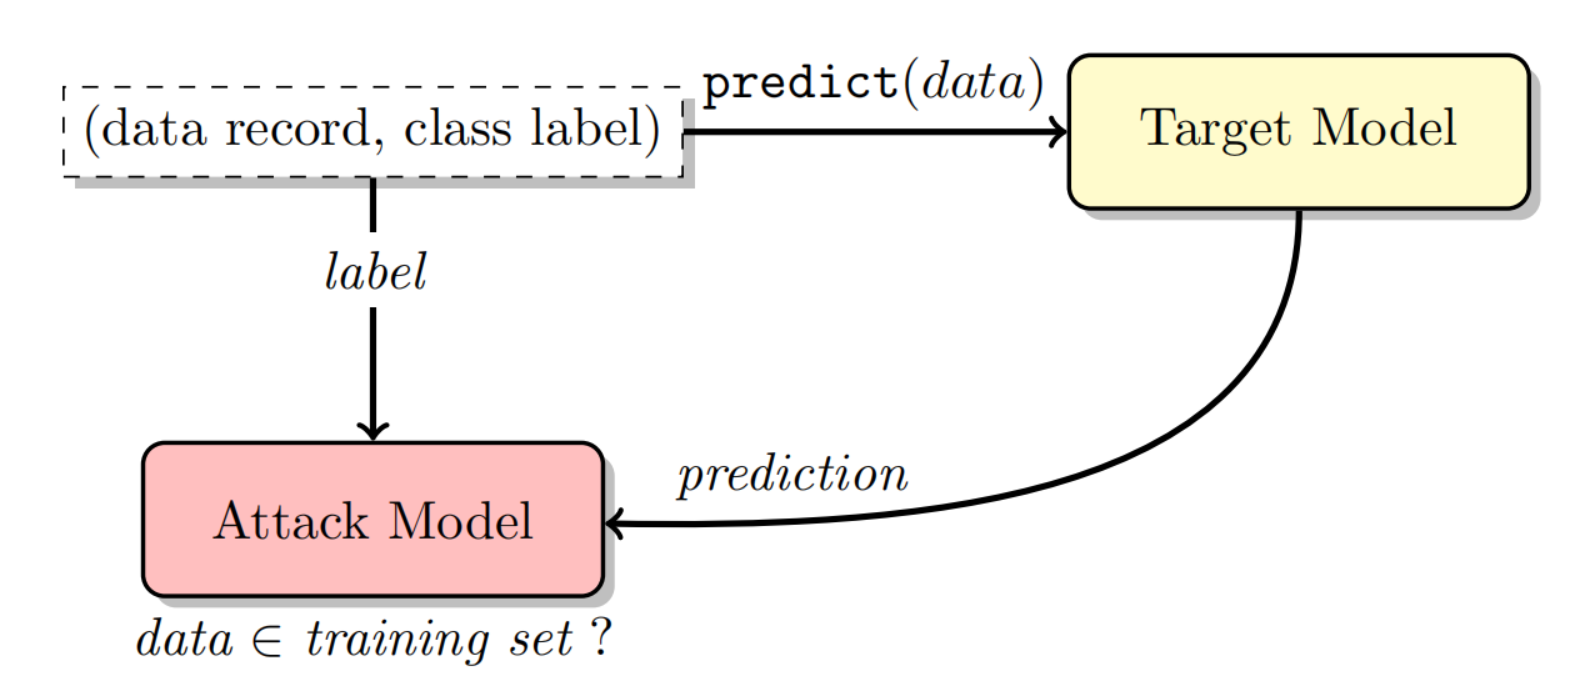 predict(data)
(data record, class label)
Target Model
label
prediction
Attack Model
data ∈ training set ?